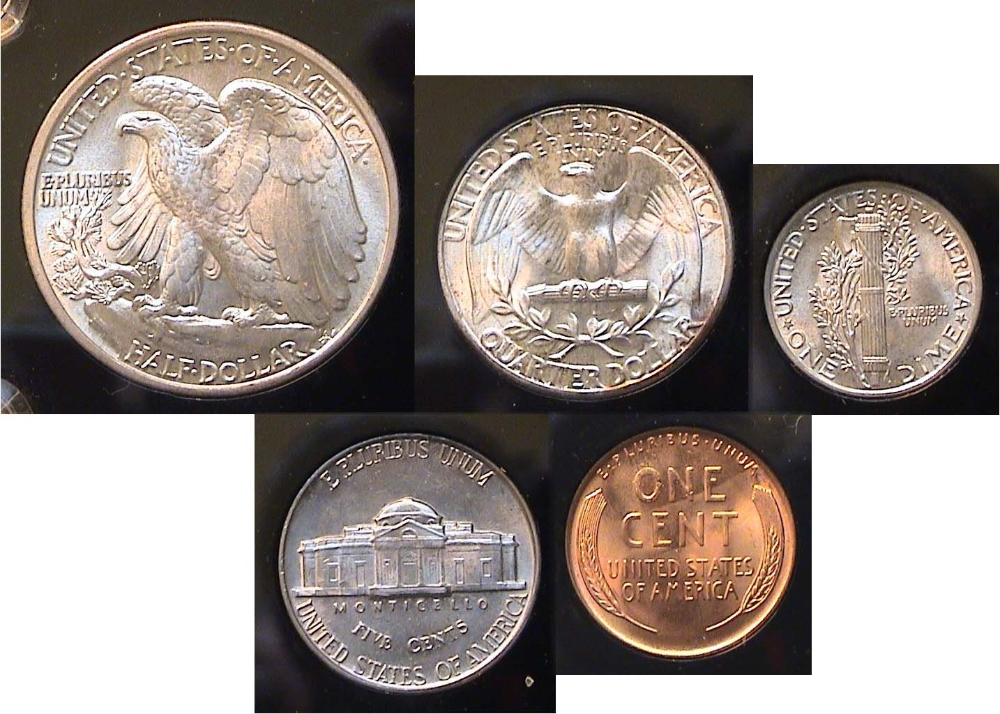 UNITED·STATES·OF·AMERICA·
E·PLURIBUS
UNUM
HALF·DOLLAR
UNITED STATES OF AMERICA
E·PLURIBUS
UNUM
QUARTER DOLLAR
UNITED·STATES·OF·AMERICA
E·PLURIBUS
UNUM
ONE DIME
E PLURIBUS UNUM
MONTICELLO
FIVE CENTS
UNITED STATES OF AMERICA
E·PLURIBUS·UNUM
ONE
CENT
UNITED STATES
OF AMERICA